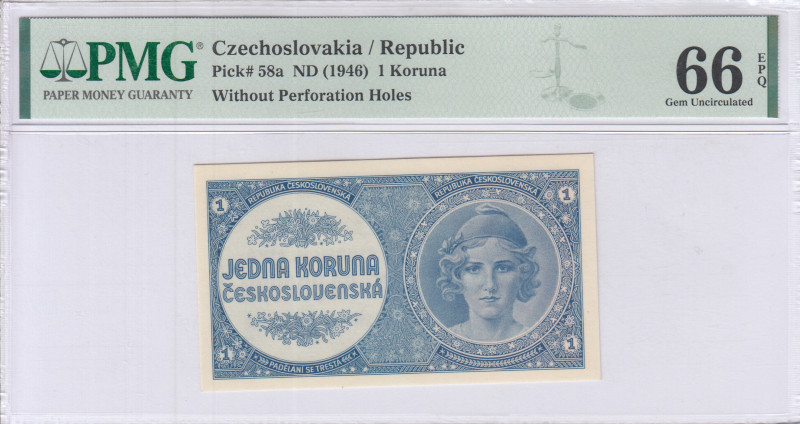 PMG®
PAPER MONEY GUARANTY
Czechoslovakia / Republic
Pick# 58a ND (1946) 1 Koruna
Without Perforation Holes
66 EPQ
Gem Uncirculated
REPUBLIKA ČESKOSLOVENSKÁ REPUBLIKA ČESKOSLOVENSKÁ
1 1
JEDNA KORUNA
ČESKOSLOVENSKÁ
1 1
PADĚLÁNÍ SE TRESTÁ